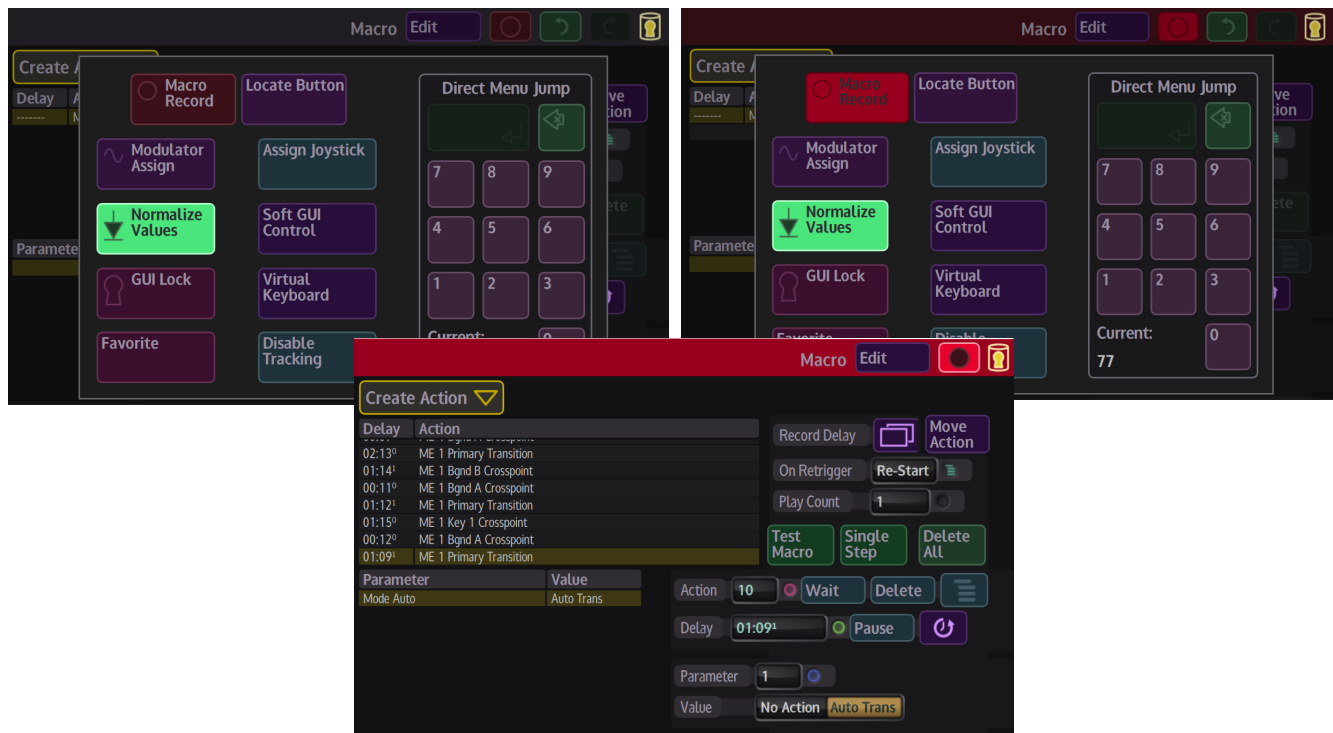 Macro Edit
Create A
Delay A
------- M
Paramete
Macro
Record
Locate Button
Modulator
Assign
Assign Joystick
Normalize
Values
Soft GUI
Control
GUI Lock
Virtual
Keyboard
Favorite
Disable
Tracking
Direct Menu Jump
7 8 9
4 5 6
1 2 3
Current: 0
ve
ion
ete
Macro Edit
Create A
Delay A
------- M
Paramete
Macro
Record
Locate Button
Modulator
Assign
Assign Joystick
Normalize
Values
Soft GUI
Control
GUI Lock
Virtual
Keyboard
Favorite
Disable
Direct Menu Jump
7 8 9
4 5 6
1 2 3
Current: 0
77
ve
ion
ete
Macro Edit
Create Action
Delay Action
02:13⁰ ME 1 Primary Transition
01:14¹ ME 1 Bgnd B Crosspoint
00:11⁰ ME 1 Bgnd A Crosspoint
01:12¹ ME 1 Primary Transition
01:15⁰ ME 1 Key 1 Crosspoint
00:12⁰ ME 1 Bgnd A Crosspoint
01:09¹ ME 1 Primary Transition
Parameter Value
Mode Auto Auto Trans
Record Delay
Move
Action
On Retrigger Re-Start
Play Count 1
Test
Macro
Single
Step
Delete
All
Action 10 Wait Delete
Delay 01:09¹ Pause
Parameter 1
Value No Action Auto Trans